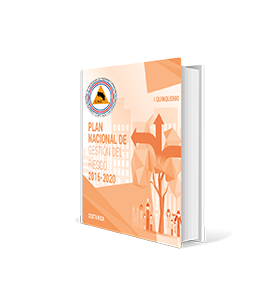 I QUINQUENIO
PLAN
NACIONAL DE
GESTIÓN DEL
RIESGO
2016-2020
COSTA RICA